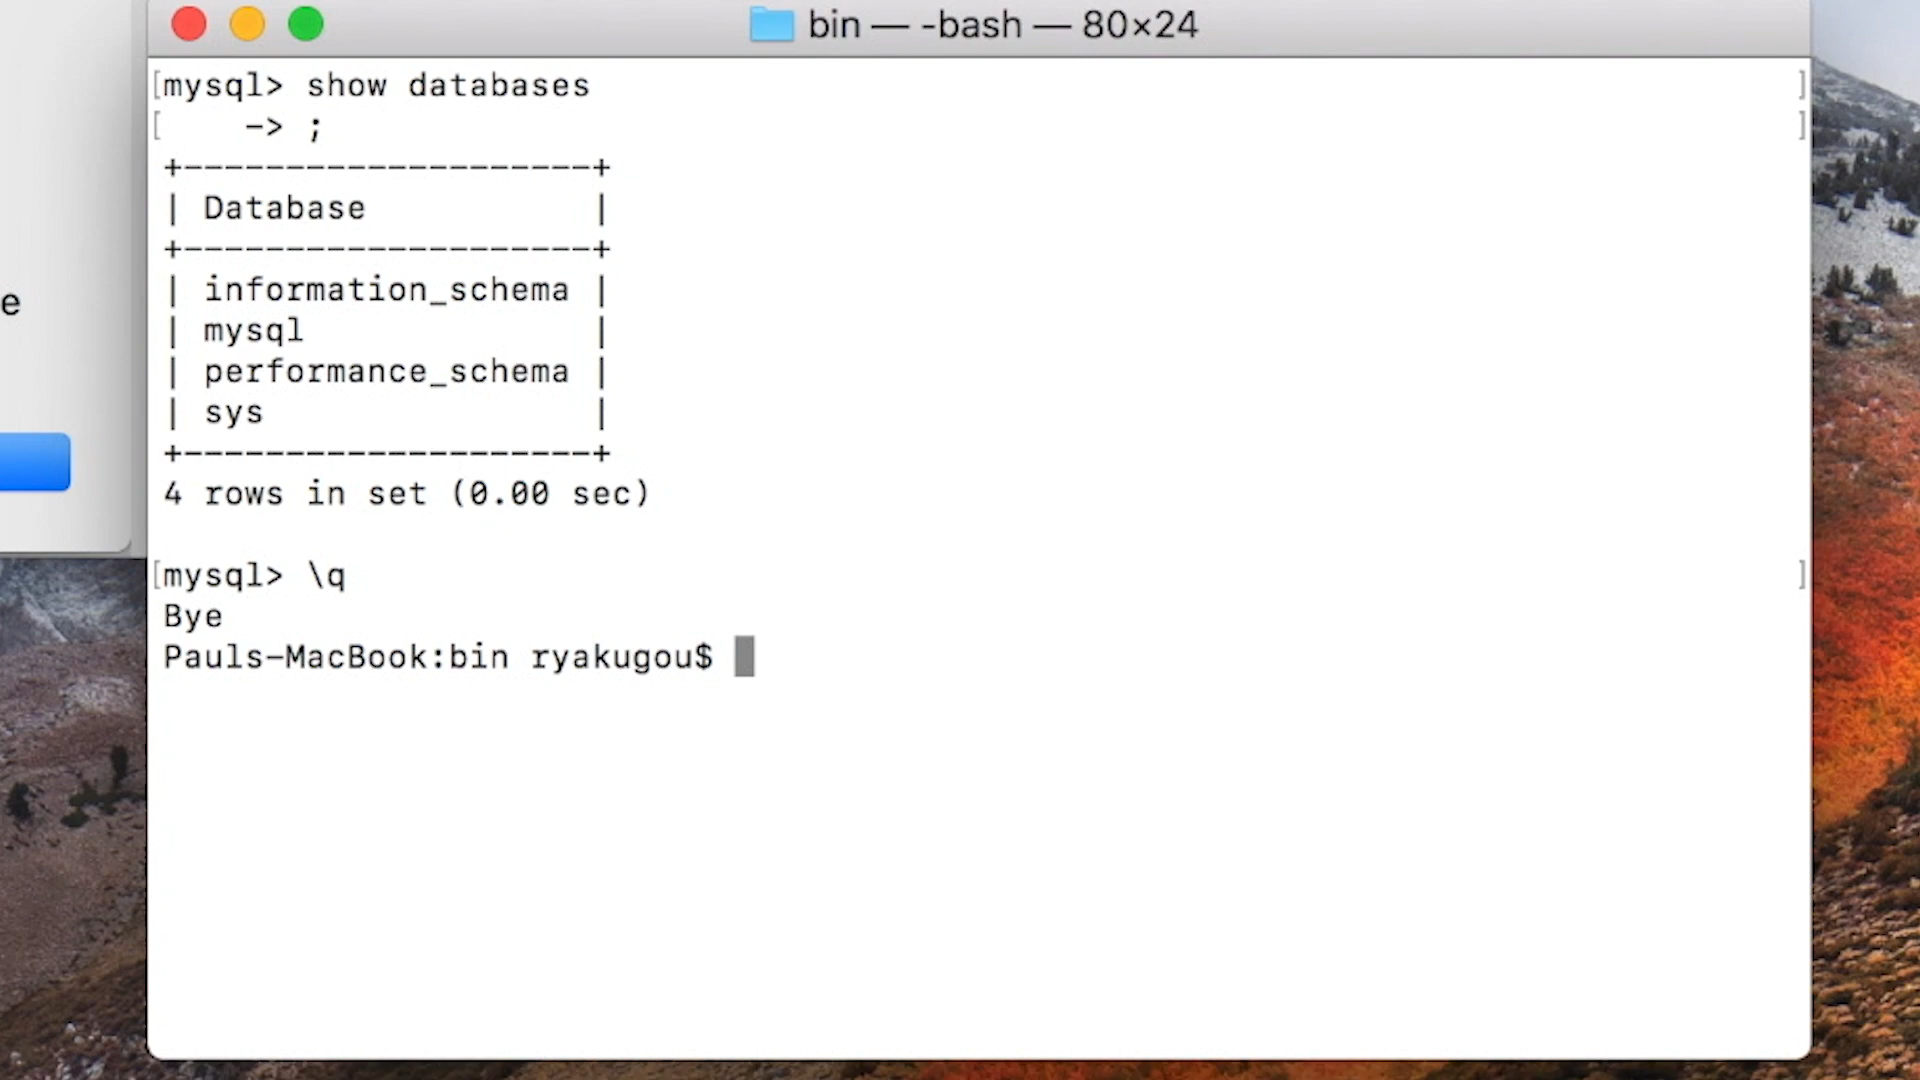 bin — -bash — 80×24
[mysql> show databases ]
[    -> ; ]
+--------------------+
| Database           |
+--------------------+
| information_schema |
| mysql              |
| performance_schema |
| sys                |
+--------------------+
4 rows in set (0.00 sec)
[mysql> \q ]
Bye
Pauls-MacBook:bin ryakugou$
e